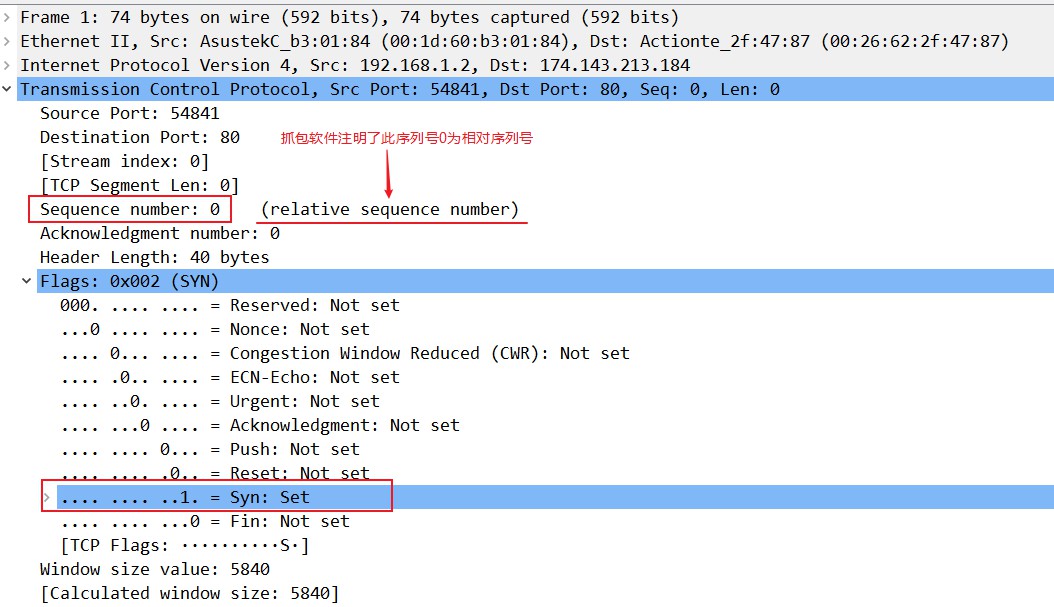 Frame 1: 74 bytes on wire (592 bits), 74 bytes captured (592 bits)
Ethernet II, Src: AsustekC_b3:01:84 (00:1d:60:b3:01:84), Dst: Actionte_2f:47:87 (00:26:62:2f:47:87)
Internet Protocol Version 4, Src: 192.168.1.2, Dst: 174.143.213.184
Transmission Control Protocol, Src Port: 54841, Dst Port: 80, Seq: 0, Len: 0
Source Port: 54841
Destination Port: 80
抓包软件注明了此序列号0为相对序列号
[Stream index: 0]
[TCP Segment Len: 0]
Sequence number: 0    (relative sequence number)
Acknowledgment number: 0
Header Length: 40 bytes
Flags: 0x002 (SYN)
000. .... .... = Reserved: Not set
...0 .... .... = Nonce: Not set
.... 0... .... = Congestion Window Reduced (CWR): Not set
.... .0.. .... = ECN-Echo: Not set
.... ..0. .... = Urgent: Not set
.... ...0 .... = Acknowledgment: Not set
.... .... 0... = Push: Not set
.... .... .0.. = Reset: Not set
.... .... ..1. = Syn: Set
.... .... ...0 = Fin: Not set
[TCP Flags: ··········S·]
Window size value: 5840
[Calculated window size: 5840]